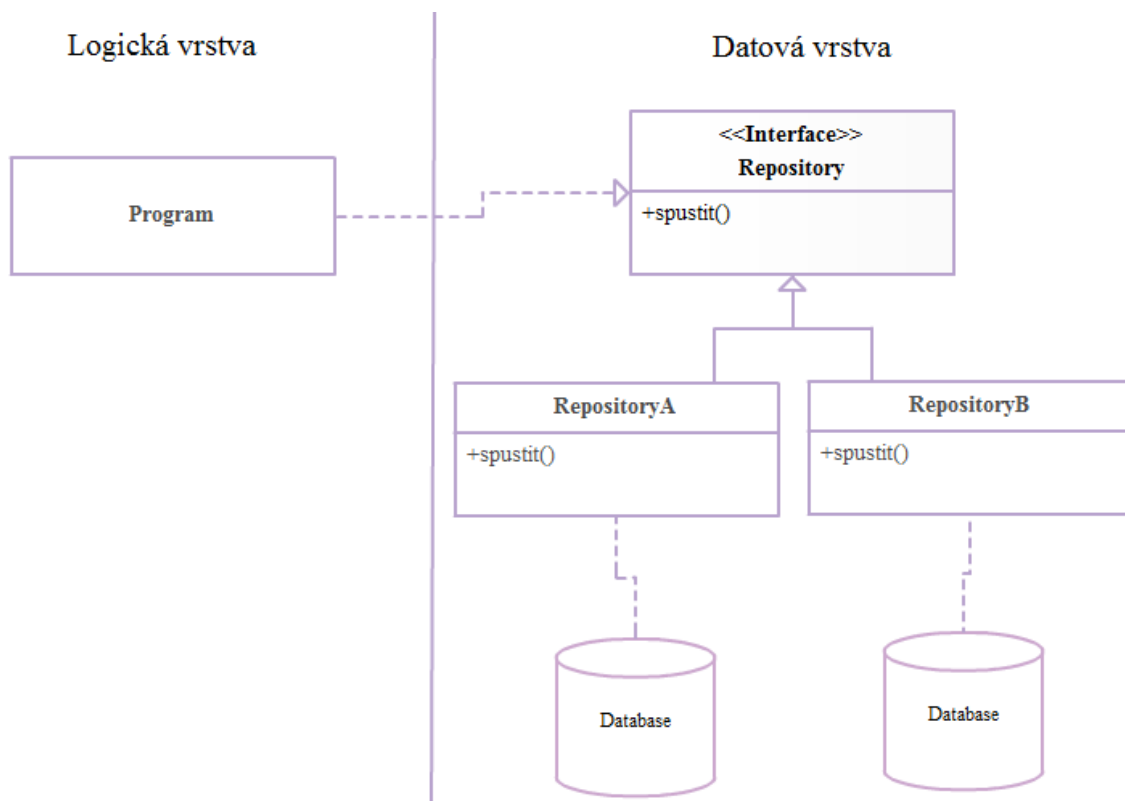 Logická vrstva
Datová vrstva
<<Interface>>
Repository
+spustit()
Program
RepositoryA
+spustit()
RepositoryB
+spustit()
Database
Database